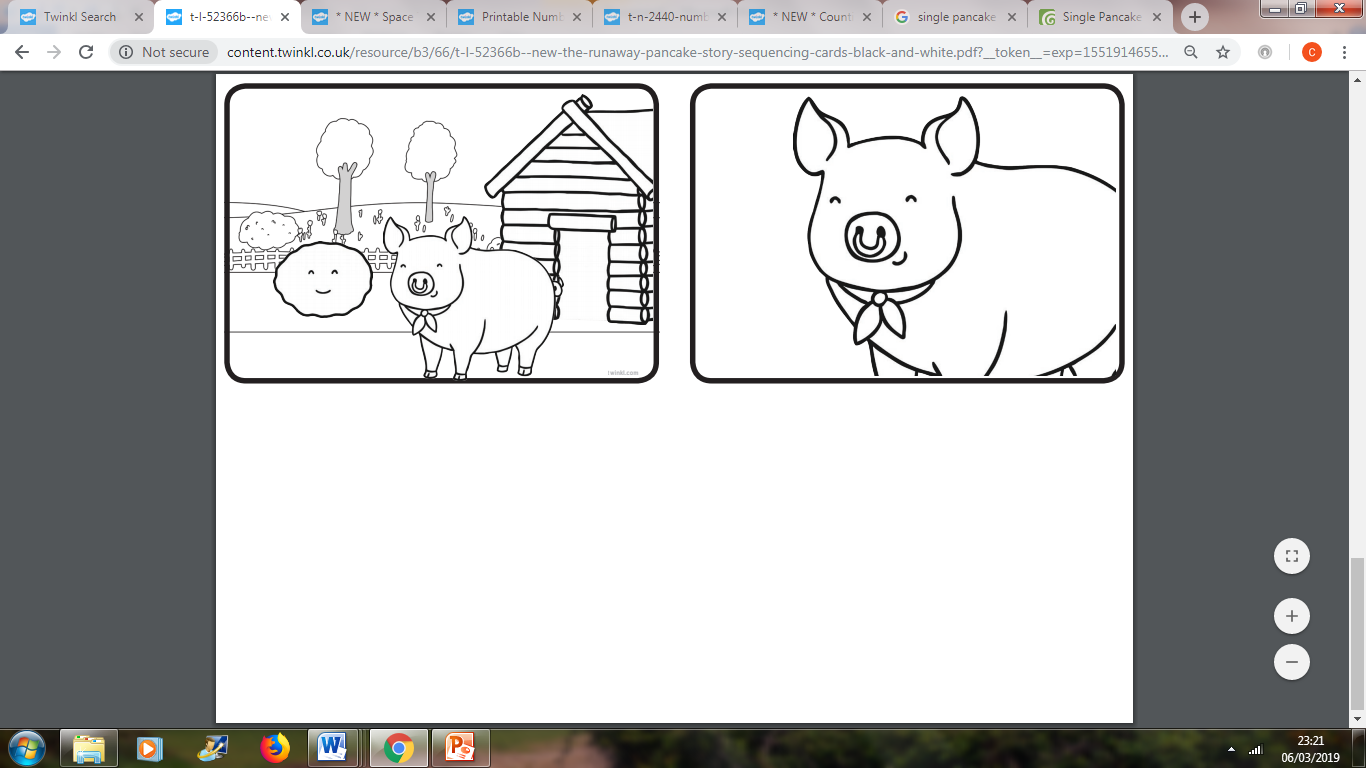 Twinkl Search
t-l-52366b--ne
* NEW * Space
Printable Numb
t-n-2440-numb
* NEW * Count
single pancake
Single Pancake
Not secure
content.twinkl.co.uk/resource/b3/66/t-l-52366b--new-the-runaway-pancake-story-sequencing-cards-black-and-white.pdf?__token__=exp=1551914655...
C
twinkl.com
23:21
06/03/2019